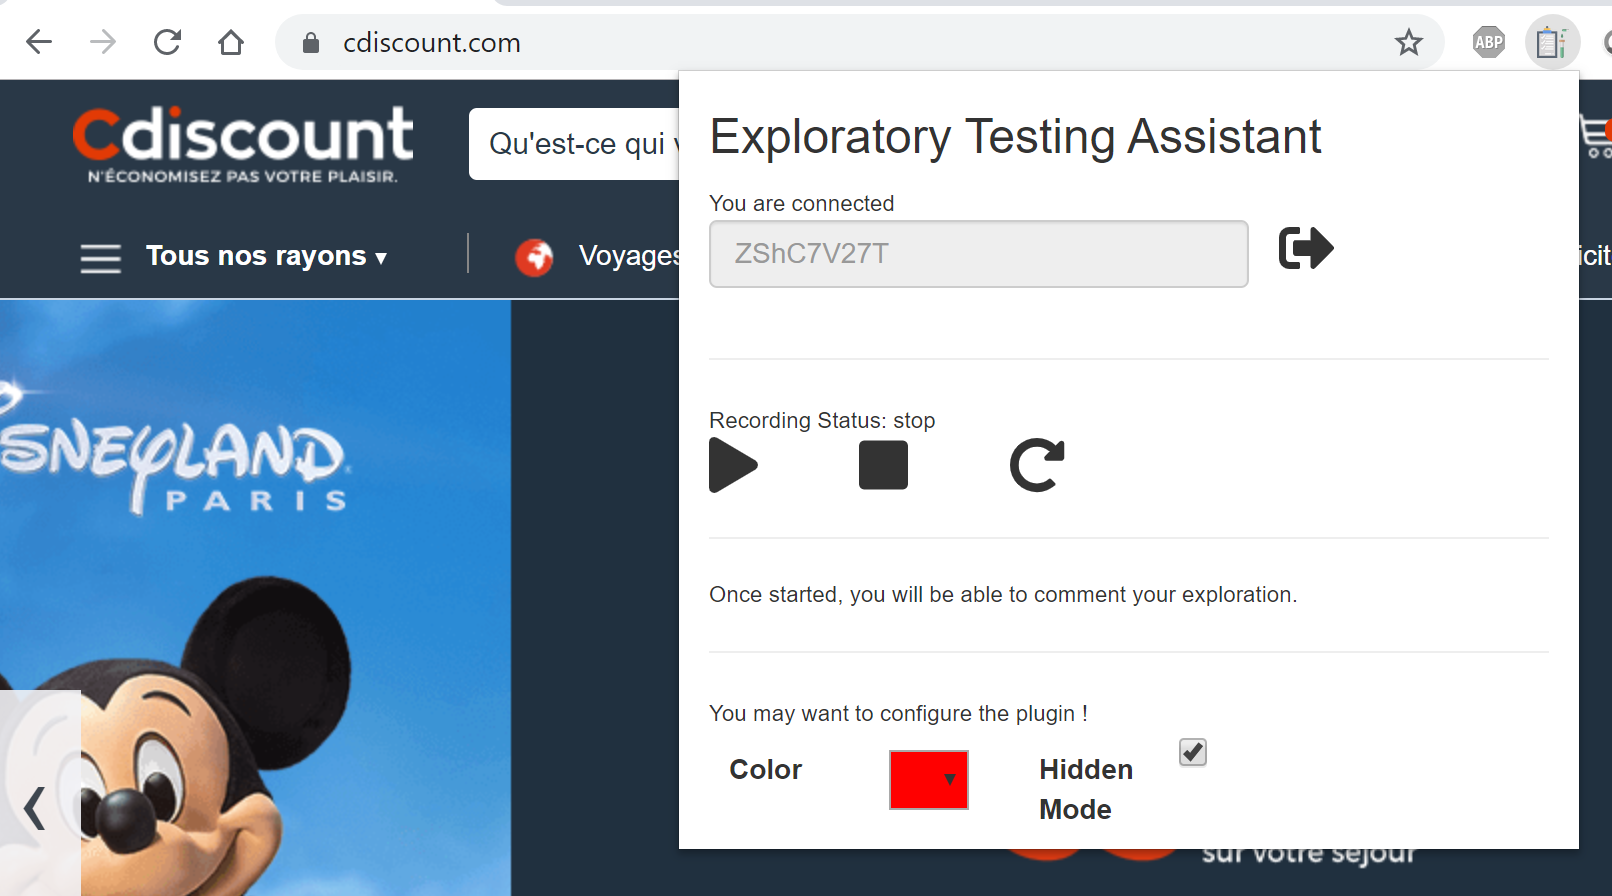 cdiscount.com
ABP
Cdiscount
N'ÉCONOMISEZ PAS VOTRE PLAISIR.
Qu'est-ce qui
Tous nos rayons ▾
Voyages
PARIS
Exploratory Testing Assistant
You are connected
ZShC7V27T
Recording Status: stop
Once started, you will be able to comment your exploration.
You may want to configure the plugin !
Color
Hidden
Mode
sur votre séjour